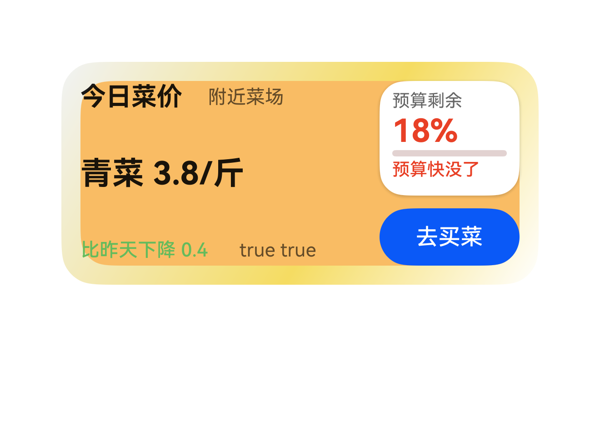 今日菜价 附近菜场
青菜 3.8/斤
比昨天下降 0.4 true true
预算剩余
18%
预算快没了
去买菜